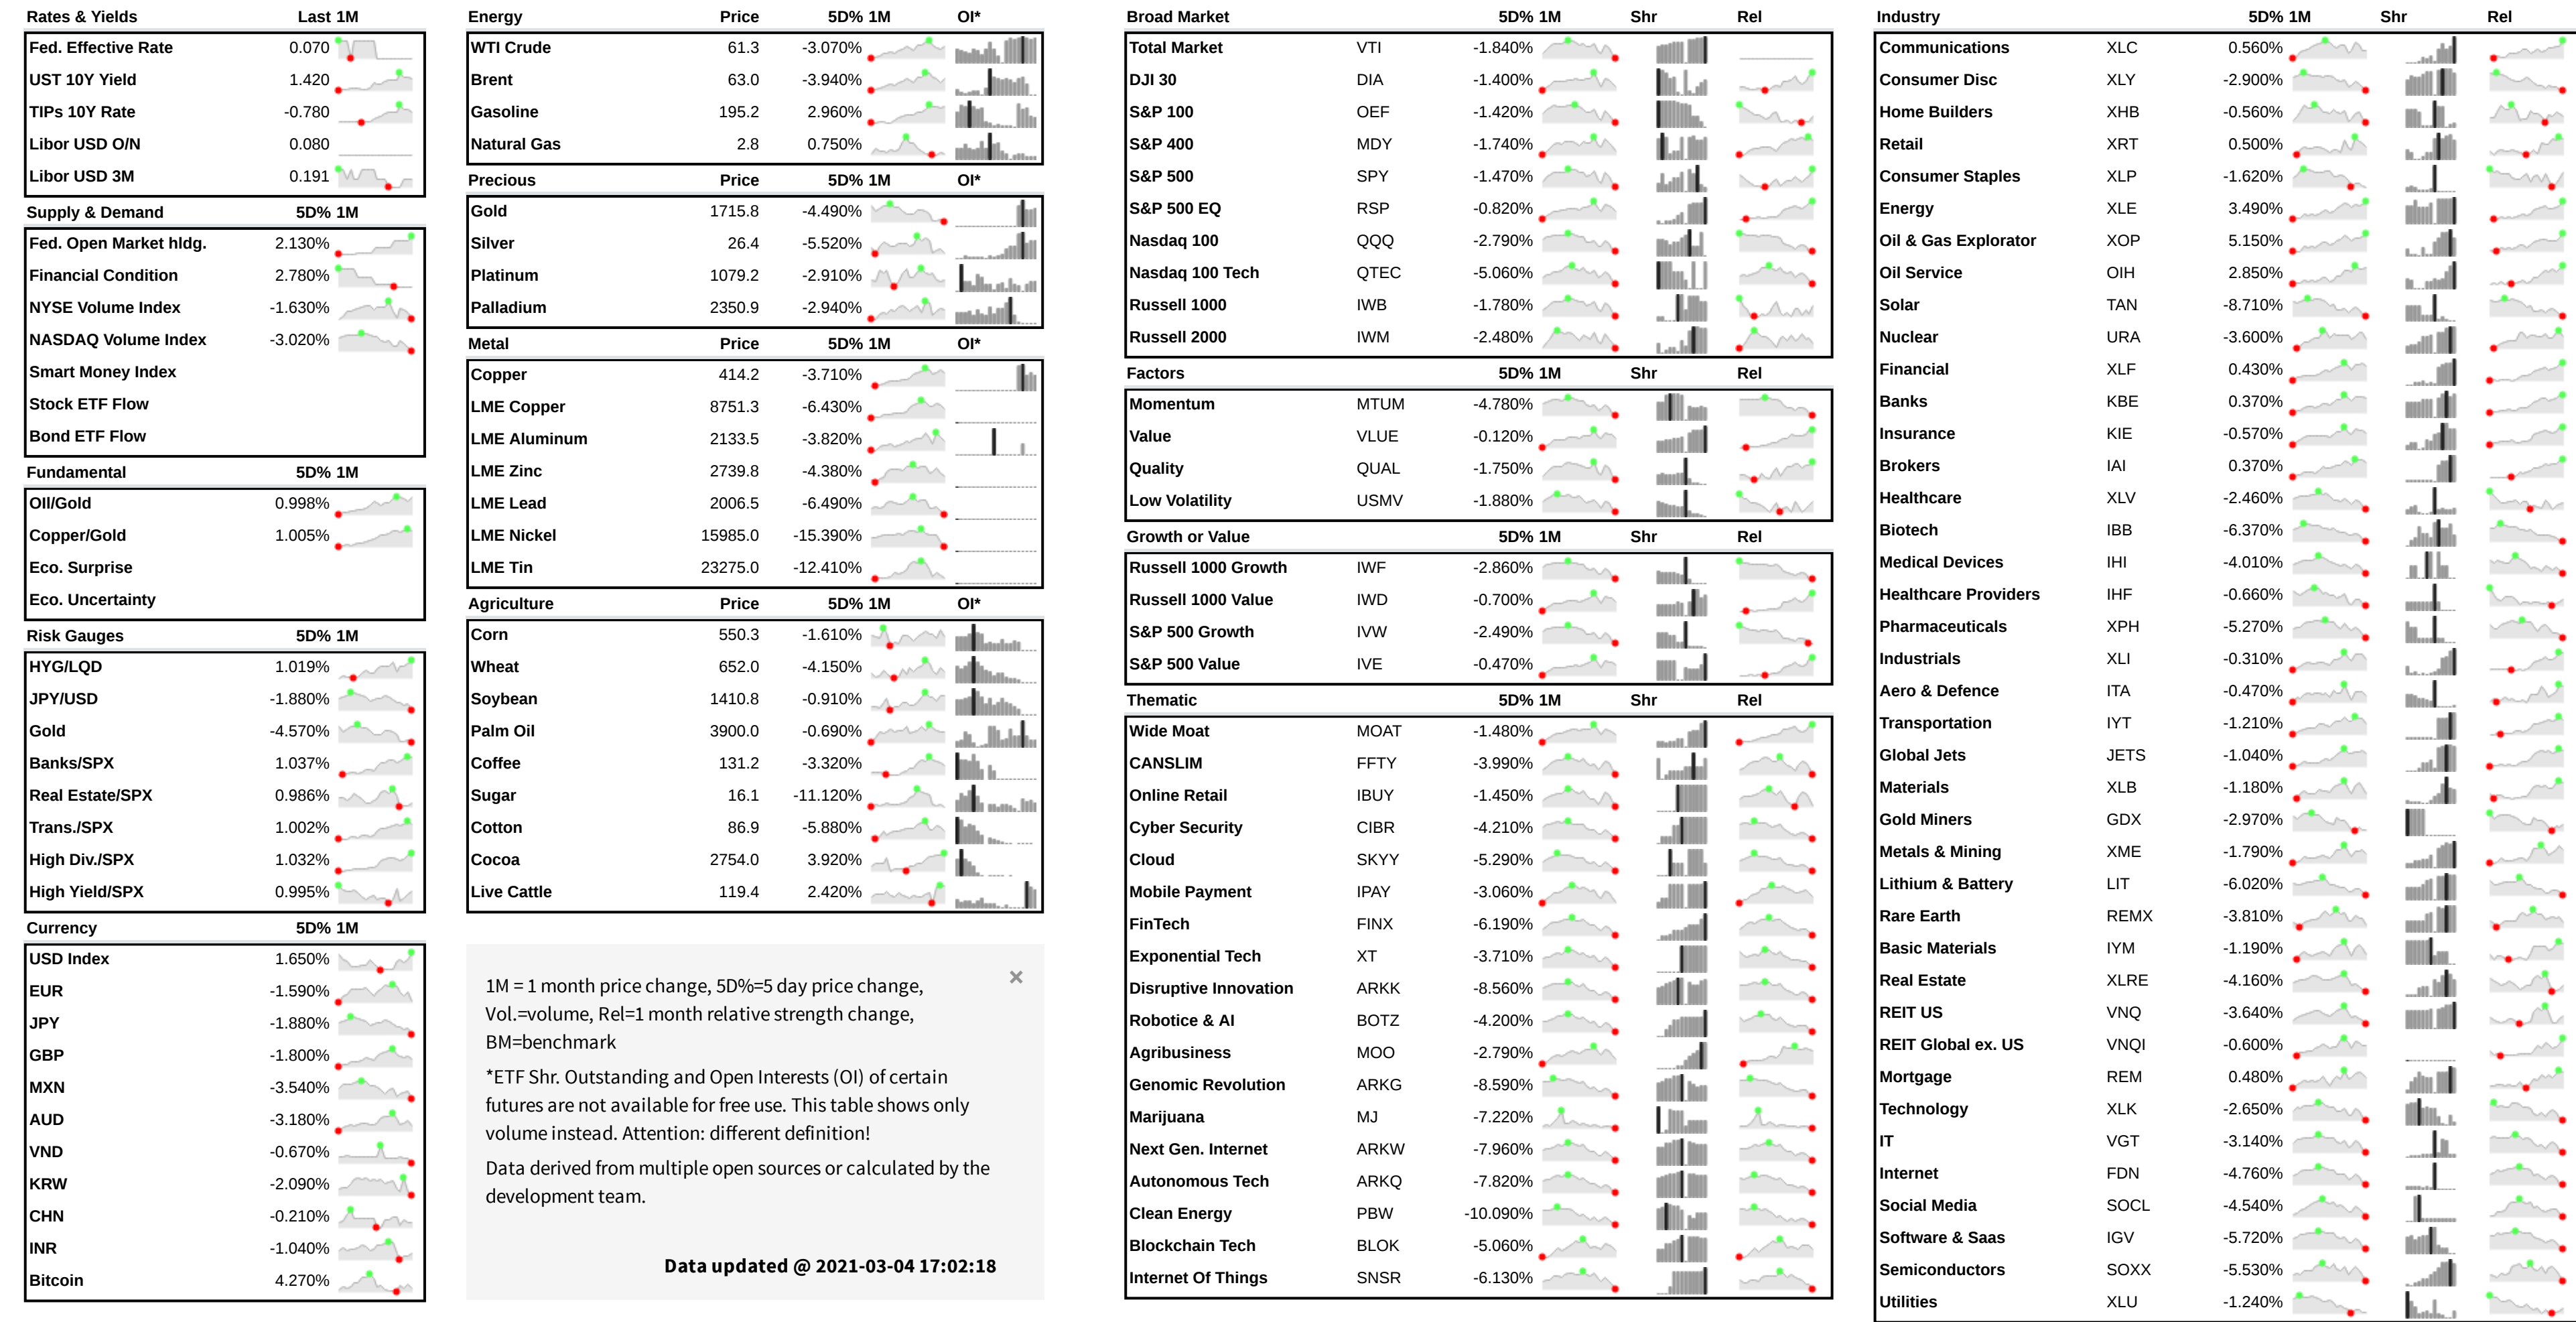 Rates & Yields Last 1M
Fed. Effective Rate 0.070
UST 10Y Yield 1.420
TIPs 10Y Rate -0.780
Libor USD O/N 0.080
Libor USD 3M 0.191
Supply & Demand 5D% 1M
Fed. Open Market hldg. 2.130%
Financial Condition 2.780%
NYSE Volume Index -1.630%
NASDAQ Volume Index -3.020%
Smart Money Index
Stock ETF Flow
Bond ETF Flow
Fundamental 5D% 1M
OIl/Gold 0.998%
Copper/Gold 1.005%
Eco. Surprise
Eco. Uncertainty
Risk Gauges 5D% 1M
HYG/LQD 1.019%
JPY/USD -1.880%
Gold -4.570%
Banks/SPX 1.037%
Real Estate/SPX 0.986%
Trans./SPX 1.002%
High Div./SPX 1.032%
High Yield/SPX 0.995%
Currency 5D% 1M
USD Index 1.650%
EUR -1.590%
JPY -1.880%
GBP -1.800%
MXN -3.540%
AUD -3.180%
VND -0.670%
KRW -2.090%
CHN -0.210%
INR -1.040%
Bitcoin 4.270%
Energy Price 5D% 1M OI*
WTI Crude 61.3 -3.070%
Brent 63.0 -3.940%
Gasoline 195.2 2.960%
Natural Gas 2.8 0.750%
Precious Price 5D% 1M OI*
Gold 1715.8 -4.490%
Silver 26.4 -5.520%
Platinum 1079.2 -2.910%
Palladium 2350.9 -2.940%
Metal Price 5D% 1M OI*
Copper 414.2 -3.710%
LME Copper 8751.3 -6.430%
LME Aluminum 2133.5 -3.820%
LME Zinc 2739.8 -4.380%
LME Lead 2006.5 -6.490%
LME Nickel 15985.0 -15.390%
LME Tin 23275.0 -12.410%
Agriculture Price 5D% 1M OI*
Corn 550.3 -1.610%
Wheat 652.0 -4.150%
Soybean 1410.8 -0.910%
Palm Oil 3900.0 -0.690%
Coffee 131.2 -3.320%
Sugar 16.1 -11.120%
Cotton 86.9 -5.880%
Cocoa 2754.0 3.920%
Live Cattle 119.4 2.420%
×
1M = 1 month price change, 5D%=5 day price change,
Vol.=volume, Rel=1 month relative strength change,
BM=benchmark
*ETF Shr. Outstanding and Open Interests (OI) of certain
futures are not available for free use. This table shows only
volume instead. Attention: different definition!
Data derived from multiple open sources or calculated by the
development team.
Data updated @ 2021-03-04 17:02:18
Broad Market 5D% 1M Shr Rel
Total Market VTI -1.840%
DJI 30 DIA -1.400%
S&P 100 OEF -1.420%
S&P 400 MDY -1.740%
S&P 500 SPY -1.470%
S&P 500 EQ RSP -0.820%
Nasdaq 100 QQQ -2.790%
Nasdaq 100 Tech QTEC -5.060%
Russell 1000 IWB -1.780%
Russell 2000 IWM -2.480%
Factors 5D% 1M Shr Rel
Momentum MTUM -4.780%
Value VLUE -0.120%
Quality QUAL -1.750%
Low Volatility USMV -1.880%
Growth or Value 5D% 1M Shr Rel
Russell 1000 Growth IWF -2.860%
Russell 1000 Value IWD -0.700%
S&P 500 Growth IVW -2.490%
S&P 500 Value IVE -0.470%
Thematic 5D% 1M Shr Rel
Wide Moat MOAT -1.480%
CANSLIM FFTY -3.990%
Online Retail IBUY -1.450%
Cyber Security CIBR -4.210%
Cloud SKYY -5.290%
Mobile Payment IPAY -3.060%
FinTech FINX -6.190%
Exponential Tech XT -3.710%
Disruptive Innovation ARKK -8.560%
Robotice & AI BOTZ -4.200%
Agribusiness MOO -2.790%
Genomic Revolution ARKG -8.590%
Marijuana MJ -7.220%
Next Gen. Internet ARKW -7.960%
Autonomous Tech ARKQ -7.820%
Clean Energy PBW -10.090%
Blockchain Tech BLOK -5.060%
Internet Of Things SNSR -6.130%
Industry 5D% 1M Shr Rel
Communications XLC 0.560%
Consumer Disc XLY -2.900%
Home Builders XHB -0.560%
Retail XRT 0.500%
Consumer Staples XLP -1.620%
Energy XLE 3.490%
Oil & Gas Explorator XOP 5.150%
Oil Service OIH 2.850%
Solar TAN -8.710%
Nuclear URA -3.600%
Financial XLF 0.430%
Banks KBE 0.370%
Insurance KIE -0.570%
Brokers IAI 0.370%
Healthcare XLV -2.460%
Biotech IBB -6.370%
Medical Devices IHI -4.010%
Healthcare Providers IHF -0.660%
Pharmaceuticals XPH -5.270%
Industrials XLI -0.310%
Aero & Defence ITA -0.470%
Transportation IYT -1.210%
Global Jets JETS -1.040%
Materials XLB -1.180%
Gold Miners GDX -2.970%
Metals & Mining XME -1.790%
Lithium & Battery LIT -6.020%
Rare Earth REMX -3.810%
Basic Materials IYM -1.190%
Real Estate XLRE -4.160%
REIT US VNQ -3.640%
REIT Global ex. US VNQI -0.600%
Mortgage REM 0.480%
Technology XLK -2.650%
IT VGT -3.140%
Internet FDN -4.760%
Social Media SOCL -4.540%
Software & Saas IGV -5.720%
Semiconductors SOXX -5.530%
Utilities XLU -1.240%